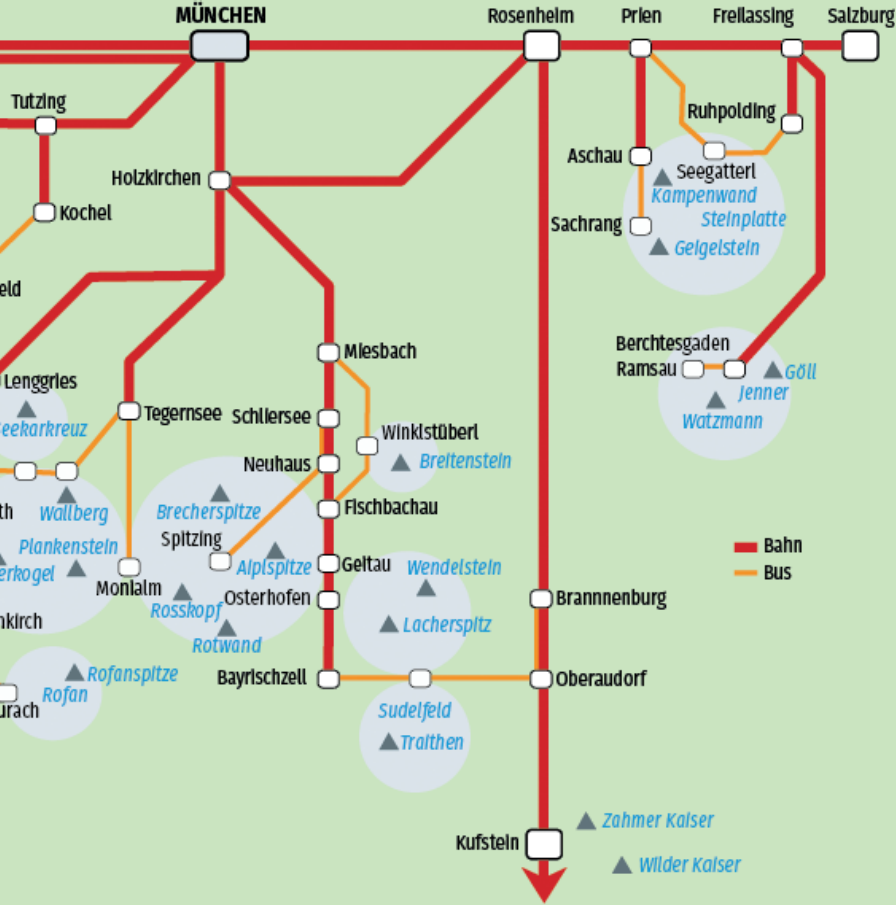 MÜNCHEN
Rosenheim
Prien
Freilassing
Salzburg
Tutzing
Ruhpolding
Holzkirchen
Aschau
Seegatterl
Kampenwand
Kochel
Steinplatte
Sachrang
Geigelstein
eld
Berchtesgaden
Miesbach
Ramsau
Göll
Lenggries
Jenner
Tegernsee
Schliersee
Watzmann
eekarkreuz
Winklstüberl
Neuhaus
Breitenstein
th
Wallberg
Brecherspitze
Fischbachau
Spitzing
Plankenstein
Bahn
erkogel
Aiplspitze
Geitau
Wendelstein
Bus
Monialm
Rosskopf
Osterhofen
Brannnenburg
nkirch
Lacherspitz
Rotwand
Rofanspitze
Bayrischzell
Oberaudorf
Rofan
urach
Sudelfeld
Traithen
Zahmer Kaiser
Kufstein
Wilder Kaiser